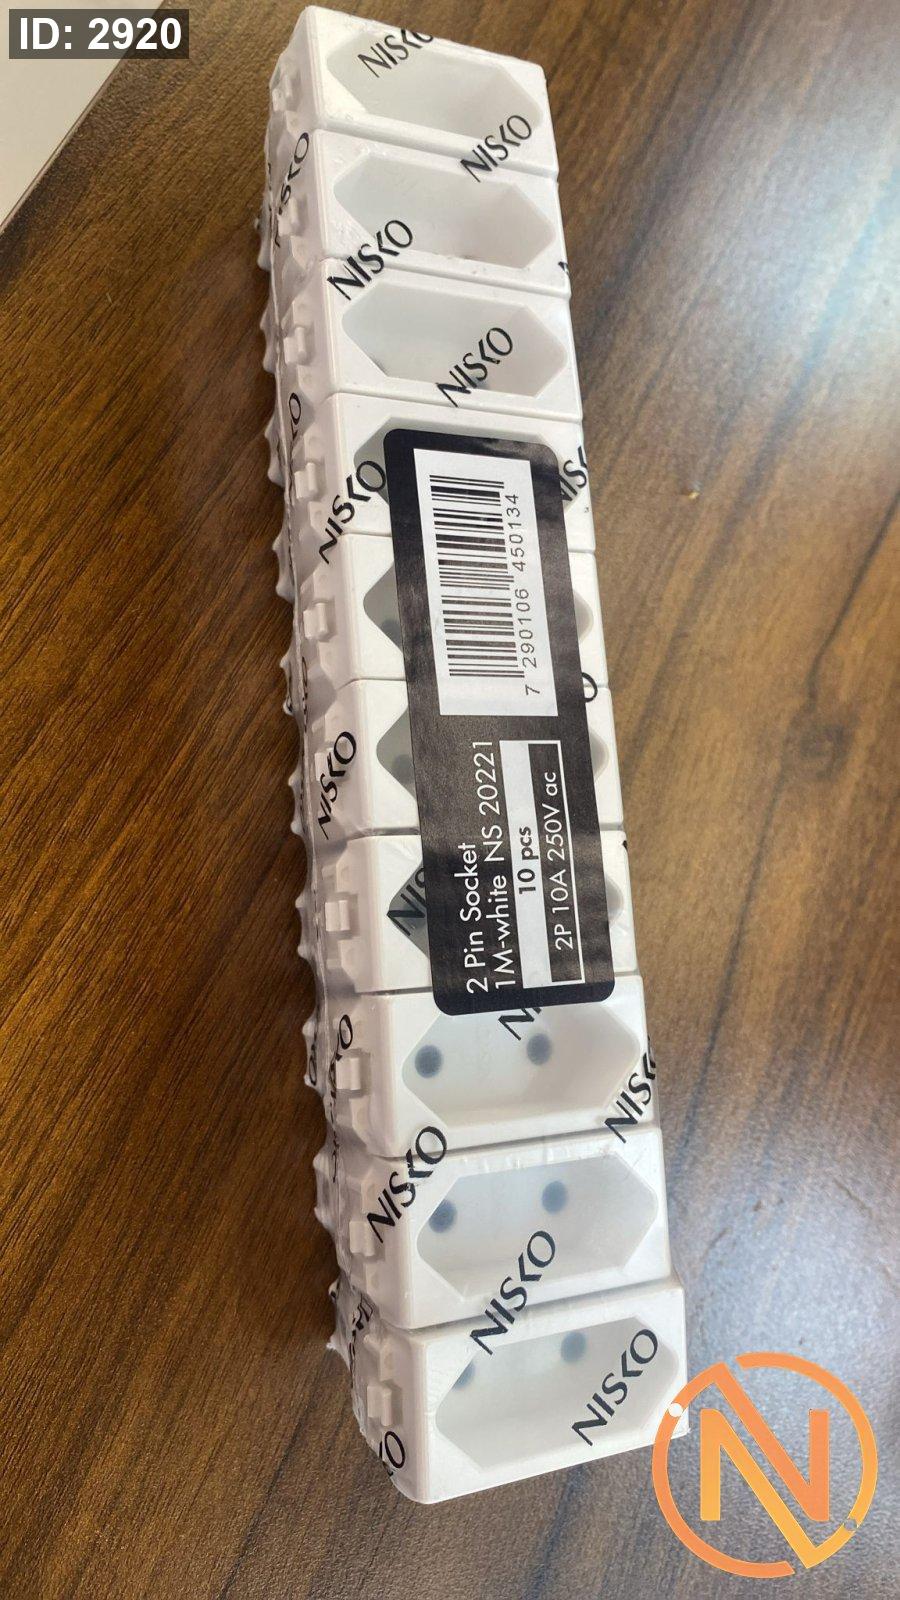 ID: 2920
NISKO
NISKO
NISKO
NISKO
NISKO
NISKO
7 290106 450134
2 Pin Socket
1M-white NS 20221
10 pcs
2P 10A 250V ac
NISKO
NISKO
NISKO
NISKO